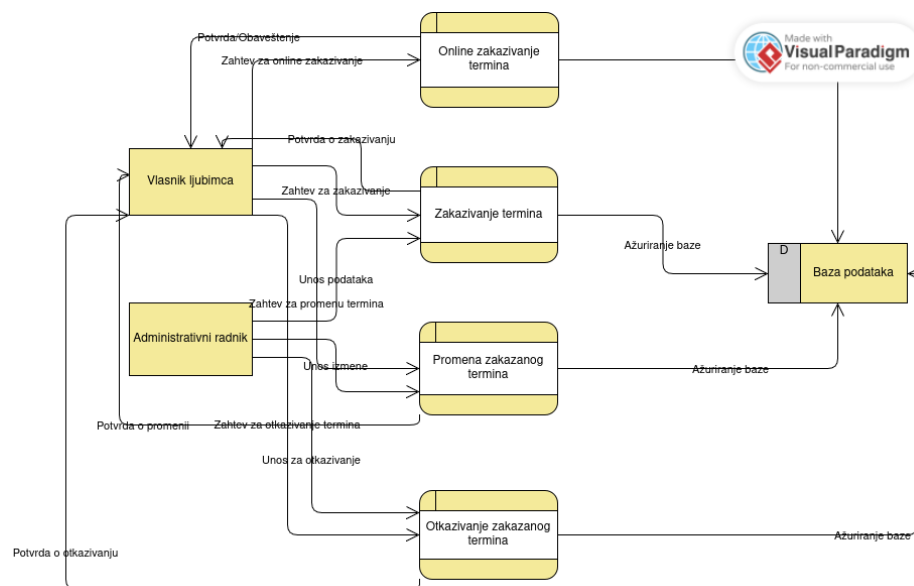 Potvrda/Obaveštenje
Zahtev za online zakazivanje
Online zakazivanje
termina
Made with
Visual Paradigm
For non-commercial use
Potvrda o zakazivanju
Vlasnik ljubimca
Zahtev za zakazivanje
Zakazivanje termina
Ažuriranje baze
D
Baza podataka
Unos podataka
Zahtev za promenu termina
Administrativni radnik
Unos izmene
Promena zakazanog
termina
Ažuriranje baze
Potvrda o promenii
Zahtev za otkazivanje termina
Unos za otkazivanje
Otkazivanje zakazanog
termina
Ažuriranje baze
Potvrda o otkazivanju